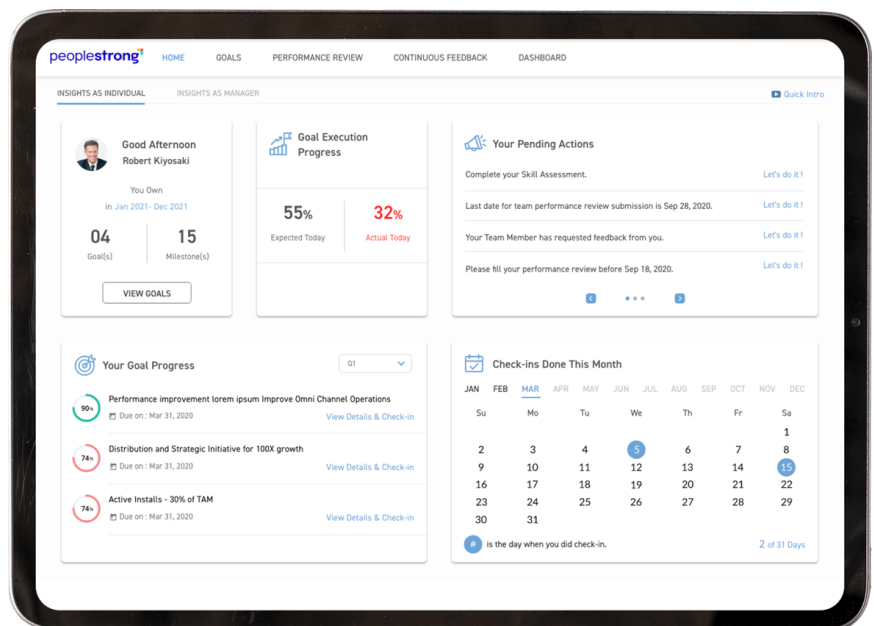 peoplestrong
HOME
GOALS
PERFORMANCE REVIEW
CONTINUOUS FEEDBACK
DASHBOARD
INSIGHTS AS INDIVIDUAL
INSIGHTS AS MANAGER
Quick Intro
Good Afternoon
Robert Kiyosaki
You Own
in Jan 2021- Dec 2021
04
Goal(s)
15
Milestone(s)
VIEW GOALS
Goal Execution
Progress
55%
Expected Today
32%
Actual Today
Your Pending Actions
Complete your Skill Assessment.
Let's do it !
Last date for team performance review submission is Sep 28, 2020.
Let's do it !
Your Team Member has requested feedback from you.
Let's do it !
Please fill your performance review before Sep 18, 2020.
Let's do it !
Your Goal Progress
Q1
90%
Performance improvement lorem ipsum Improve Omni Channel Operations
Due on : Mar 31, 2020
View Details & Check-in
74%
Distribution and Strategic Initiative for 100X growth
Due on : Mar 31, 2020
View Details & Check-in
74%
Active Installs - 30% of TAM
Due on : Mar 31, 2020
View Details & Check-in
Check-ins Done This Month
JAN FEB MAR APR MAY JUN JUL AUG SEP OCT NOV DEC
Su Mo Tu We Th Fr Sa
1
2 3 4 5 6 7 8
9 10 11 12 13 14 15
16 17 18 19 20 21 22
23 24 25 26 27 28 29
30 31
# is the day when you did check-in.
2 of 31 Days